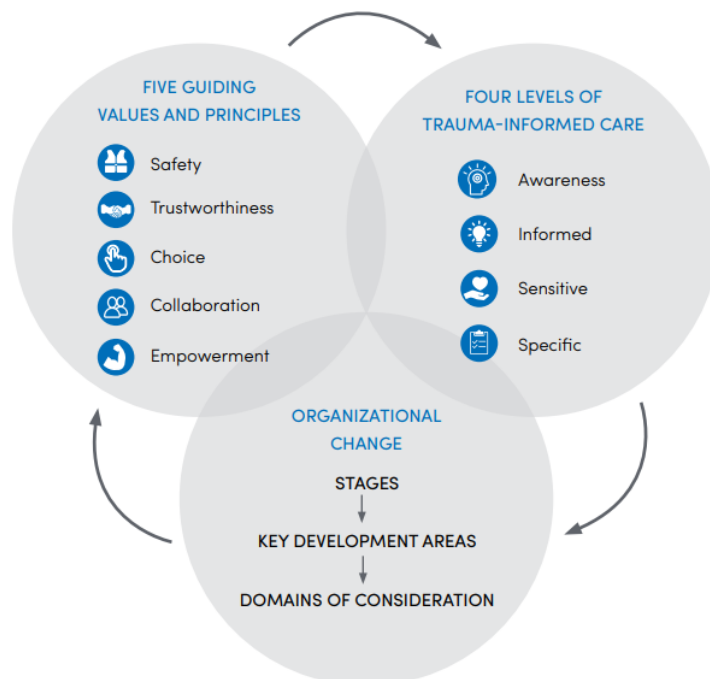 FIVE GUIDING
VALUES AND PRINCIPLES
Safety
Trustworthiness
Choice
Collaboration
Empowerment
FOUR LEVELS OF
TRAUMA-INFORMED CARE
Awareness
Informed
Sensitive
Specific
ORGANIZATIONAL
CHANGE
STAGES
KEY DEVELOPMENT AREAS
DOMAINS OF CONSIDERATION